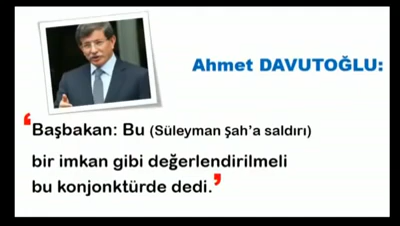 Ahmet DAVUTOĞLU:
‘Başbakan: Bu (Süleyman Şah’a saldırı)
bir imkan gibi değerlendirilmeli
bu konjonktürde dedi.’